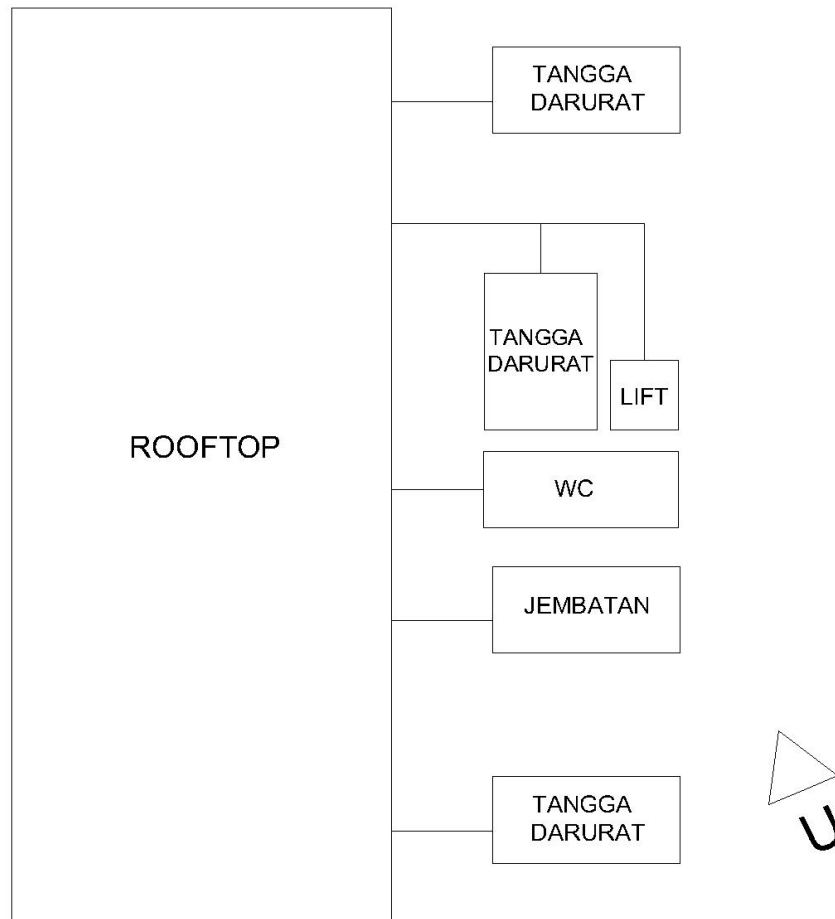 TANGGA
DARURAT
TANGGA
DARURAT
LIFT
ROOFTOP
WC
JEMBATAN
TANGGA
DARURAT
U